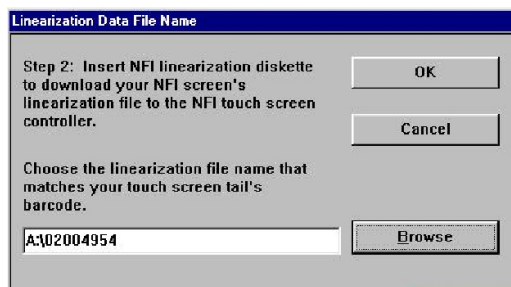 Linearization Data File Name
Step 2: Insert NFI linearization diskette
to download your NFI screen's
linearization file to the NFI touch screen
controller.
OK
Cancel
Choose the linearization file name that
matches your touch screen tail's
barcode.
A:\02004954
Browse